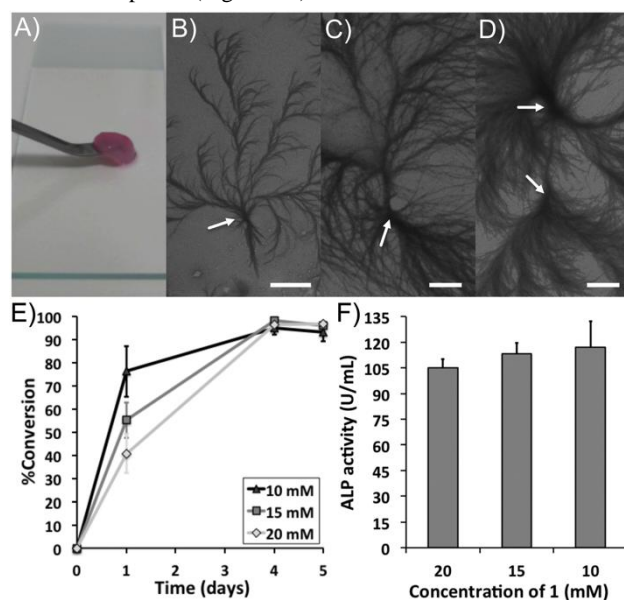 A) B) C) D)
E) F)
%Conversion
100
90
80
70
60
50
40
30
20
10
0
0 1 2 3 4 5
Time (days)
10 mM
15 mM
20 mM
ALP activity (U/mL)
135
120
105
90
75
60
45
30
15
0
20 15 10
Concentration of 1 (mM)